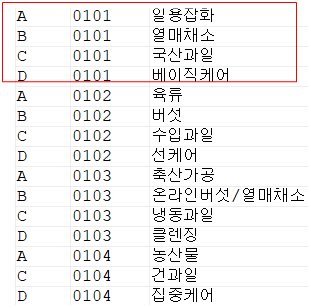 A 0101 일용잡화
B 0101 열매채소
C 0101 국산과일
D 0101 베이직케어
A 0102 육류
B 0102 버섯
C 0102 수입과일
D 0102 선케어
A 0103 축산가공
B 0103 온라인버섯/열매채소
C 0103 냉동과일
D 0103 클렌징
A 0104 농산물
C 0104 건과일
D 0104 집중케어